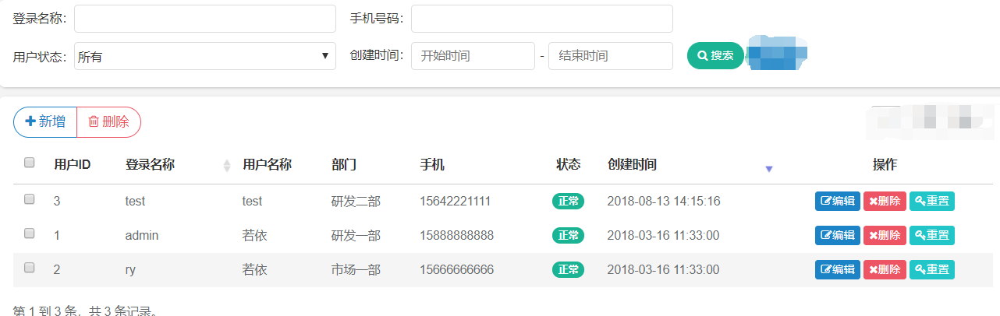 登录名称： 手机号码：
用户状态： 所有 创建时间： 开始时间 - 结束时间 搜索
新增 删除
用户ID 登录名称 用户名称 部门 手机 状态 创建时间 操作
3 test test 研发二部 15642221111 正常 2018-08-13 14:15:16 编辑 删除 重置
1 admin 若依 研发一部 15888888888 正常 2018-03-16 11:33:00 编辑 删除 重置
2 ry 若依 市场一部 15666666666 正常 2018-03-16 11:33:00 编辑 删除 重置
第 1 到 3 条，共 3 条记录。